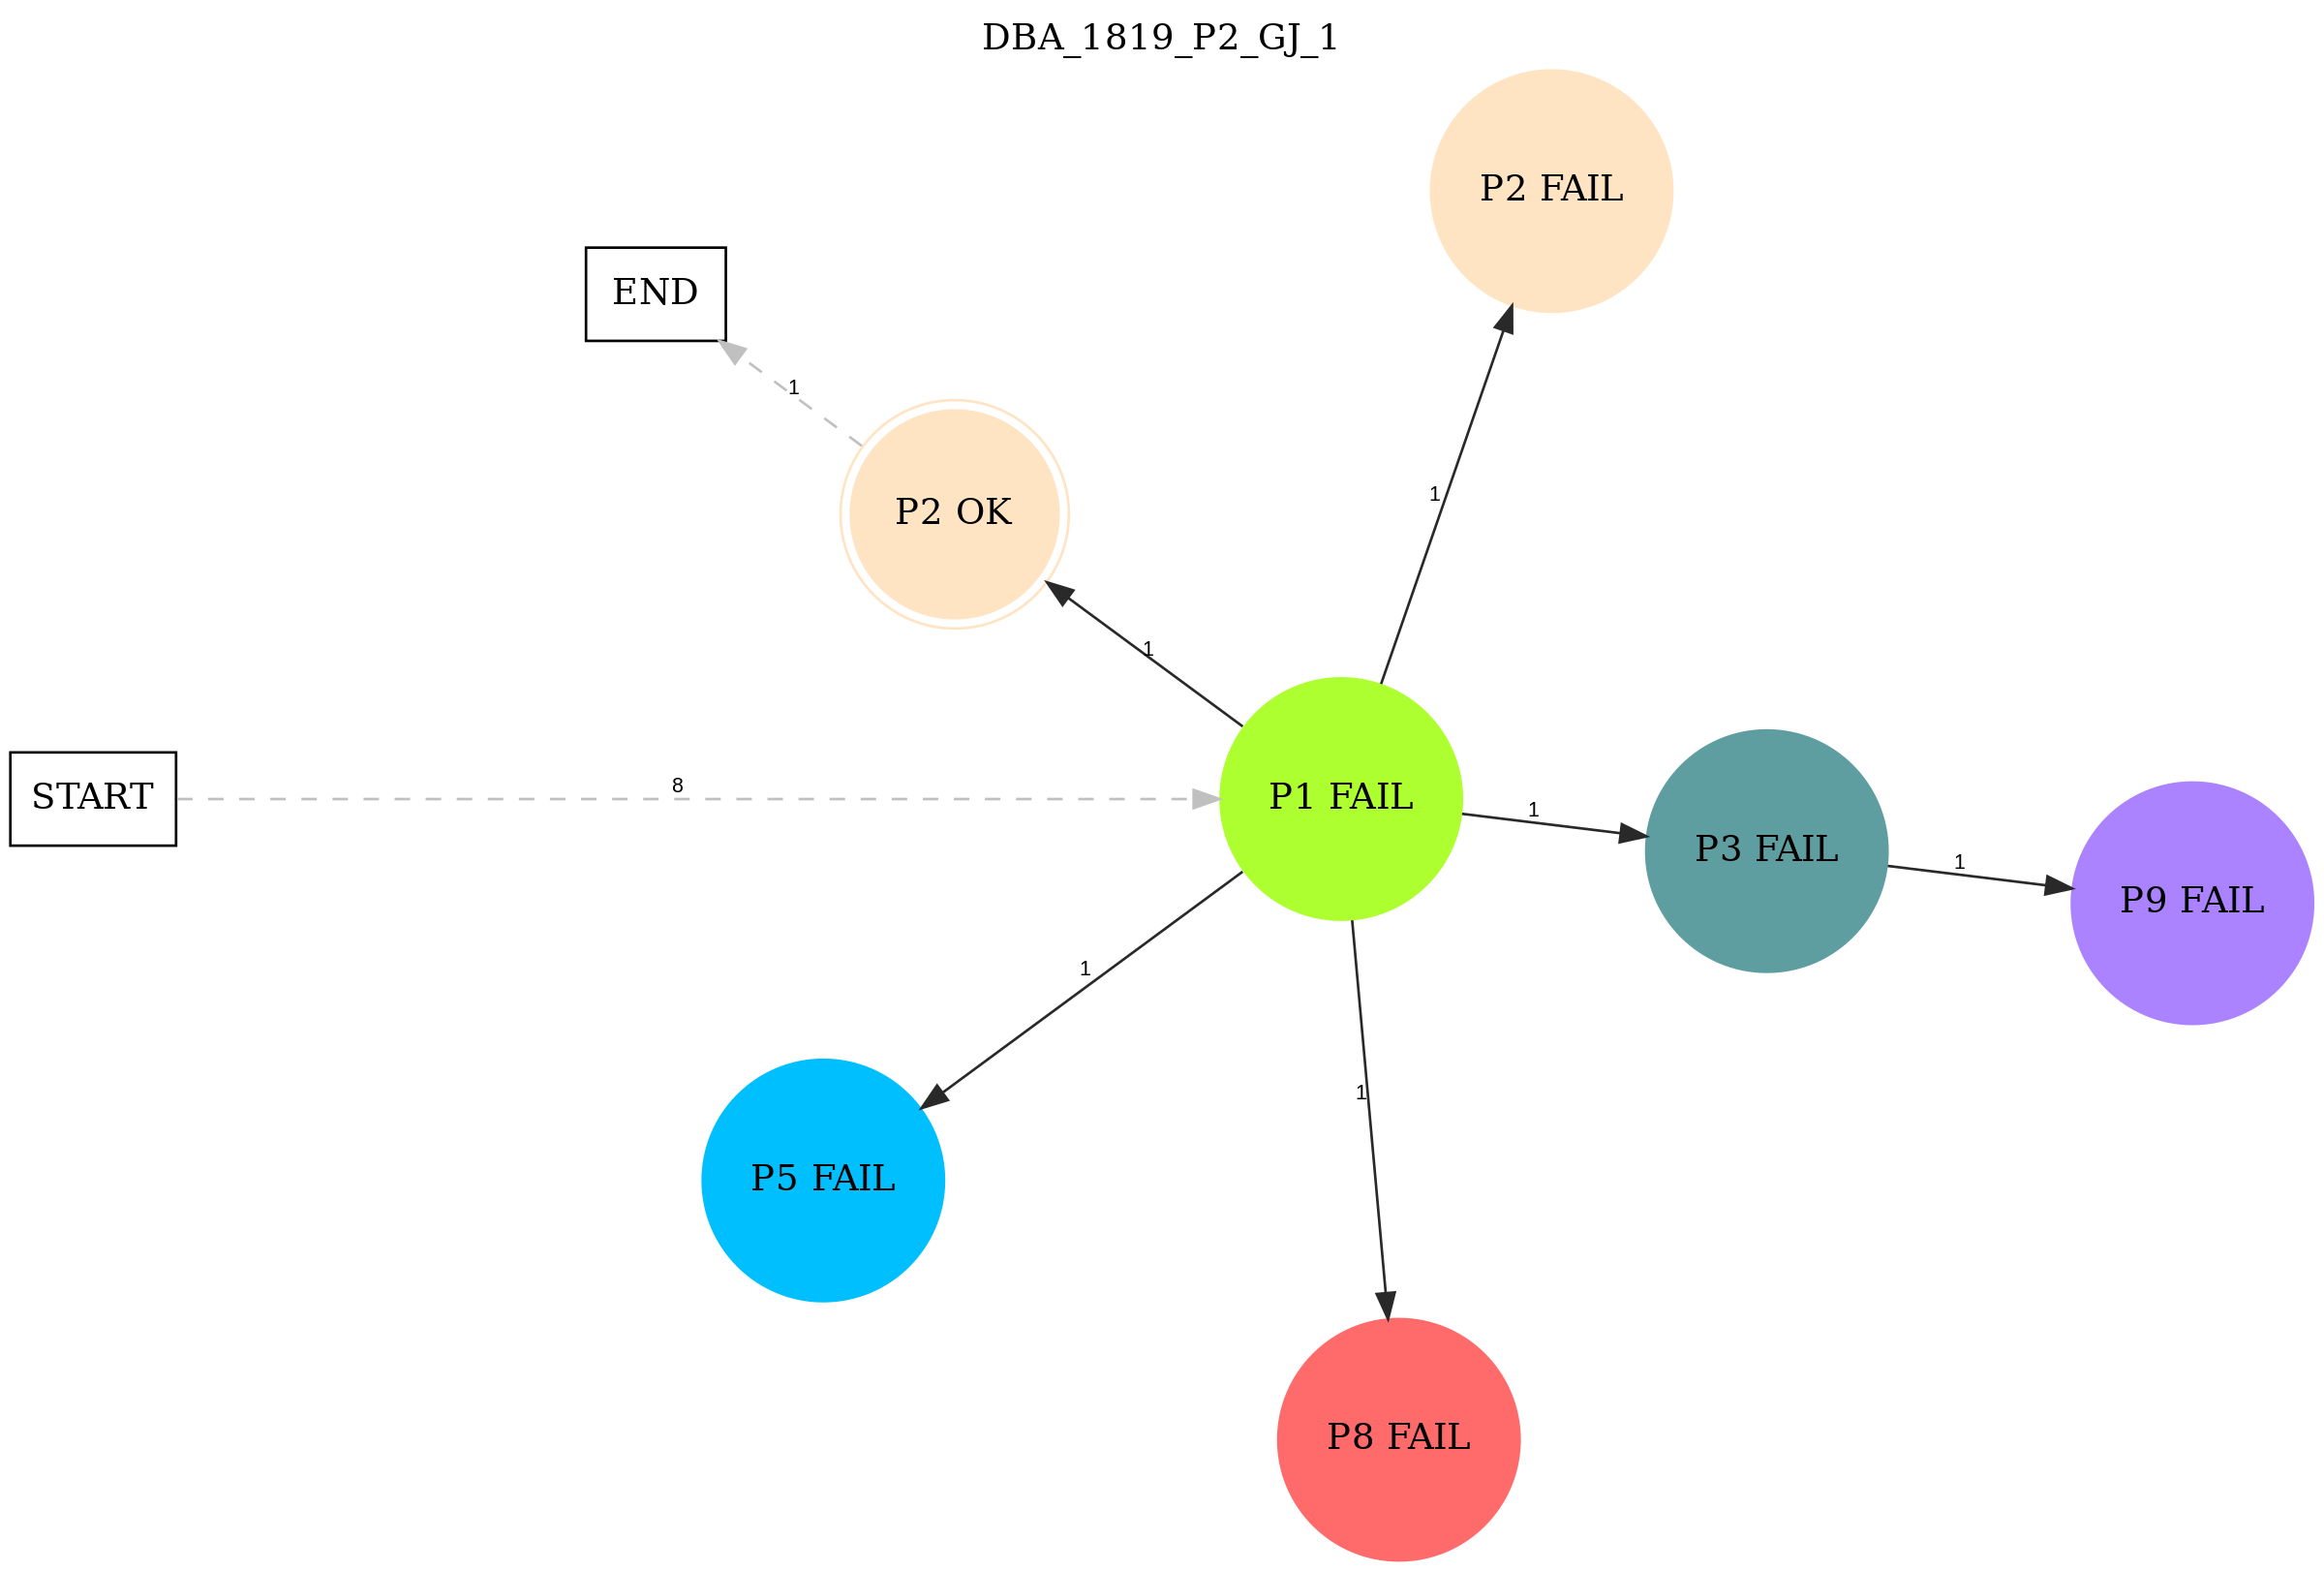 DBA_1819_P2_GJ_1
P2 FAIL
END
1
1
P2 OK
1
START
8
P1 FAIL
1
P3 FAIL
1
P9 FAIL
1
1
P5 FAIL
P8 FAIL